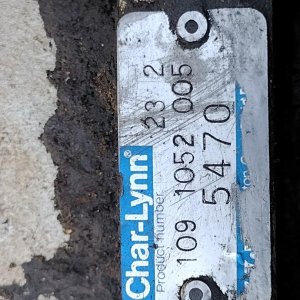 Char-Lynn
Product number 23 2
109 1052 005
5470